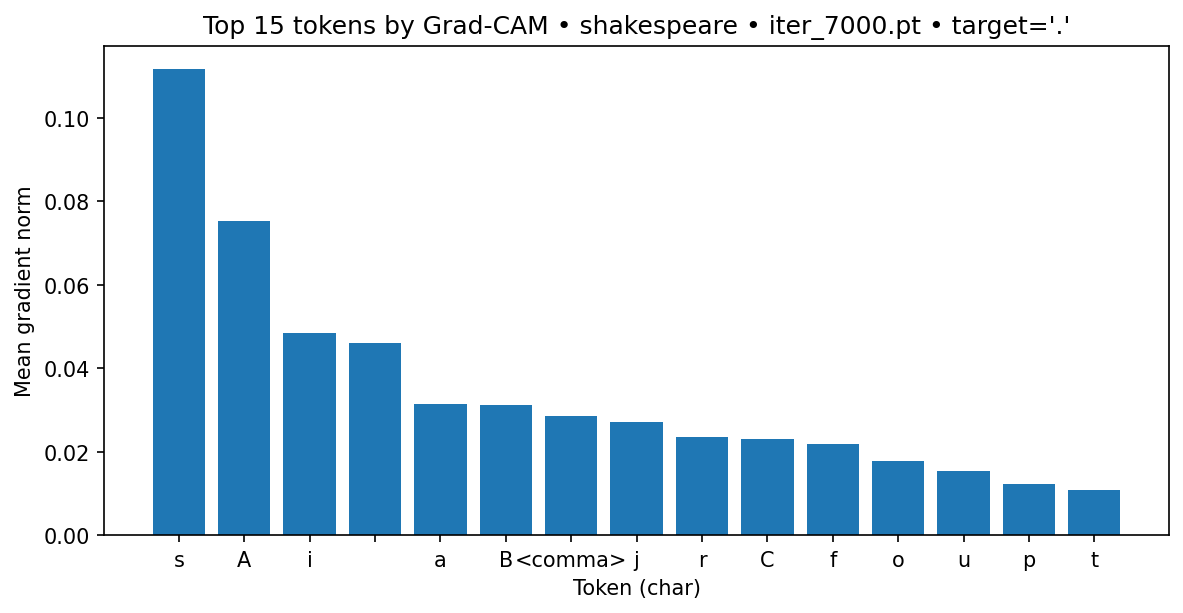 Top 15 tokens by Grad-CAM • shakespeare • iter_7000.pt • target='.'
Mean gradient norm
0.10
0.08
0.06
0.04
0.02
0.00
s A i a B <comma> j r C f o u p t
Token (char)